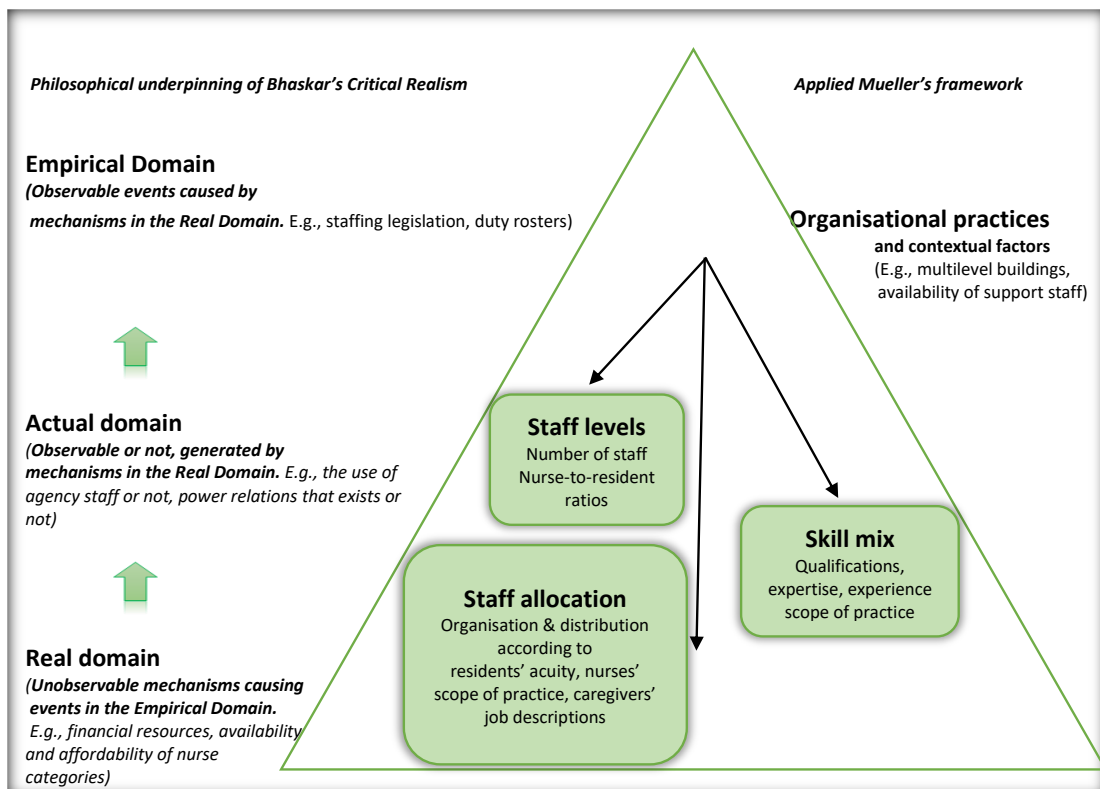 Philosophical underpinning of Bhaskar’s Critical Realism
Applied Mueller’s framework
Empirical Domain
(Observable events caused by
mechanisms in the Real Domain. E.g., staffing legislation, duty rosters)
Organisational practices
and contextual factors
(E.g., multilevel buildings,
availability of support staff)
Actual domain
(Observable or not, generated by
mechanisms in the Real Domain. E.g., the use of
agency staff or not, power relations that exists or
not)
Staff levels
Number of staff
Nurse-to-resident
ratios
Skill mix
Qualifications,
expertise, experience
scope of practice
Staff allocation
Organisation & distribution
according to
residents’ acuity, nurses’
scope of practice, caregivers’
job descriptions
Real domain
(Unobservable mechanisms causing
events in the Empirical Domain.
E.g., financial resources, availability
and affordability of nurse
categories)